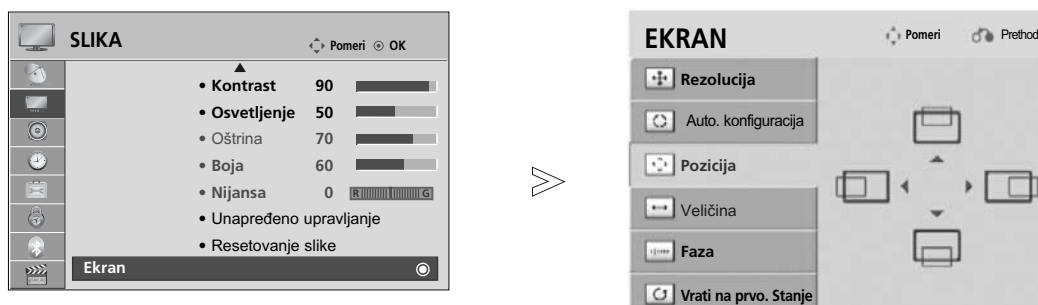 SLIKA
Pomeri OK
• Kontrast 90
• Osvetljenje 50
• Oštrina 70
• Boja 60
• Nijansa 0 R G
• Unapređeno upravljanje
• Resetovanje slike
Ekran
EKRAN
Pomeri Prethod
Rezolucija
Auto. konfiguracija
Pozicija
Veličina
Faza
Vrati na prvo. Stanje